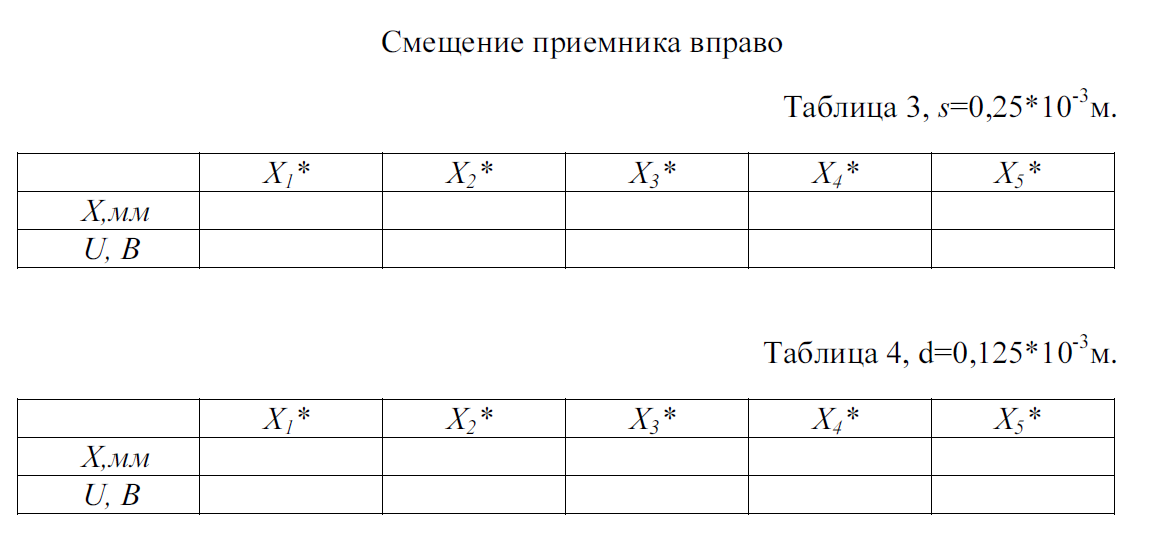 Смещение приемника вправо
Таблица 3, s=0,25*10⁻³м.
X₁* X₂* X₃* X₄* X₅*
X,мм
U, В
Таблица 4, d=0,125*10⁻³м.
X₁* X₂* X₃* X₄* X₅*
X,мм
U, В